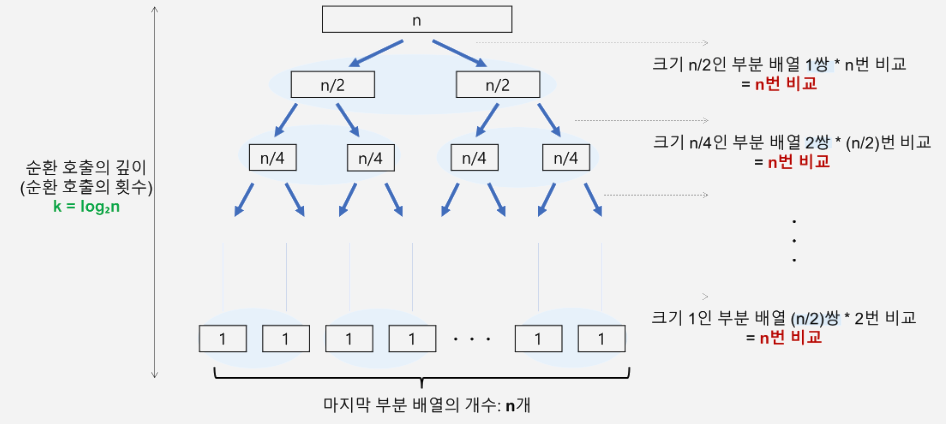 n
크기 n/2인 부분 배열 1쌍 * n번 비교
= n번 비교
n/2 n/2
크기 n/4인 부분 배열 2쌍 * (n/2)번 비교
= n번 비교
n/4 n/4 n/4 n/4
순환 호출의 깊이
(순환 호출의 횟수)
k = log₂n
크기 1인 부분 배열 (n/2)쌍 * 2번 비교
= n번 비교
1 1 1 1 · · · 1 1
마지막 부분 배열의 개수: n개